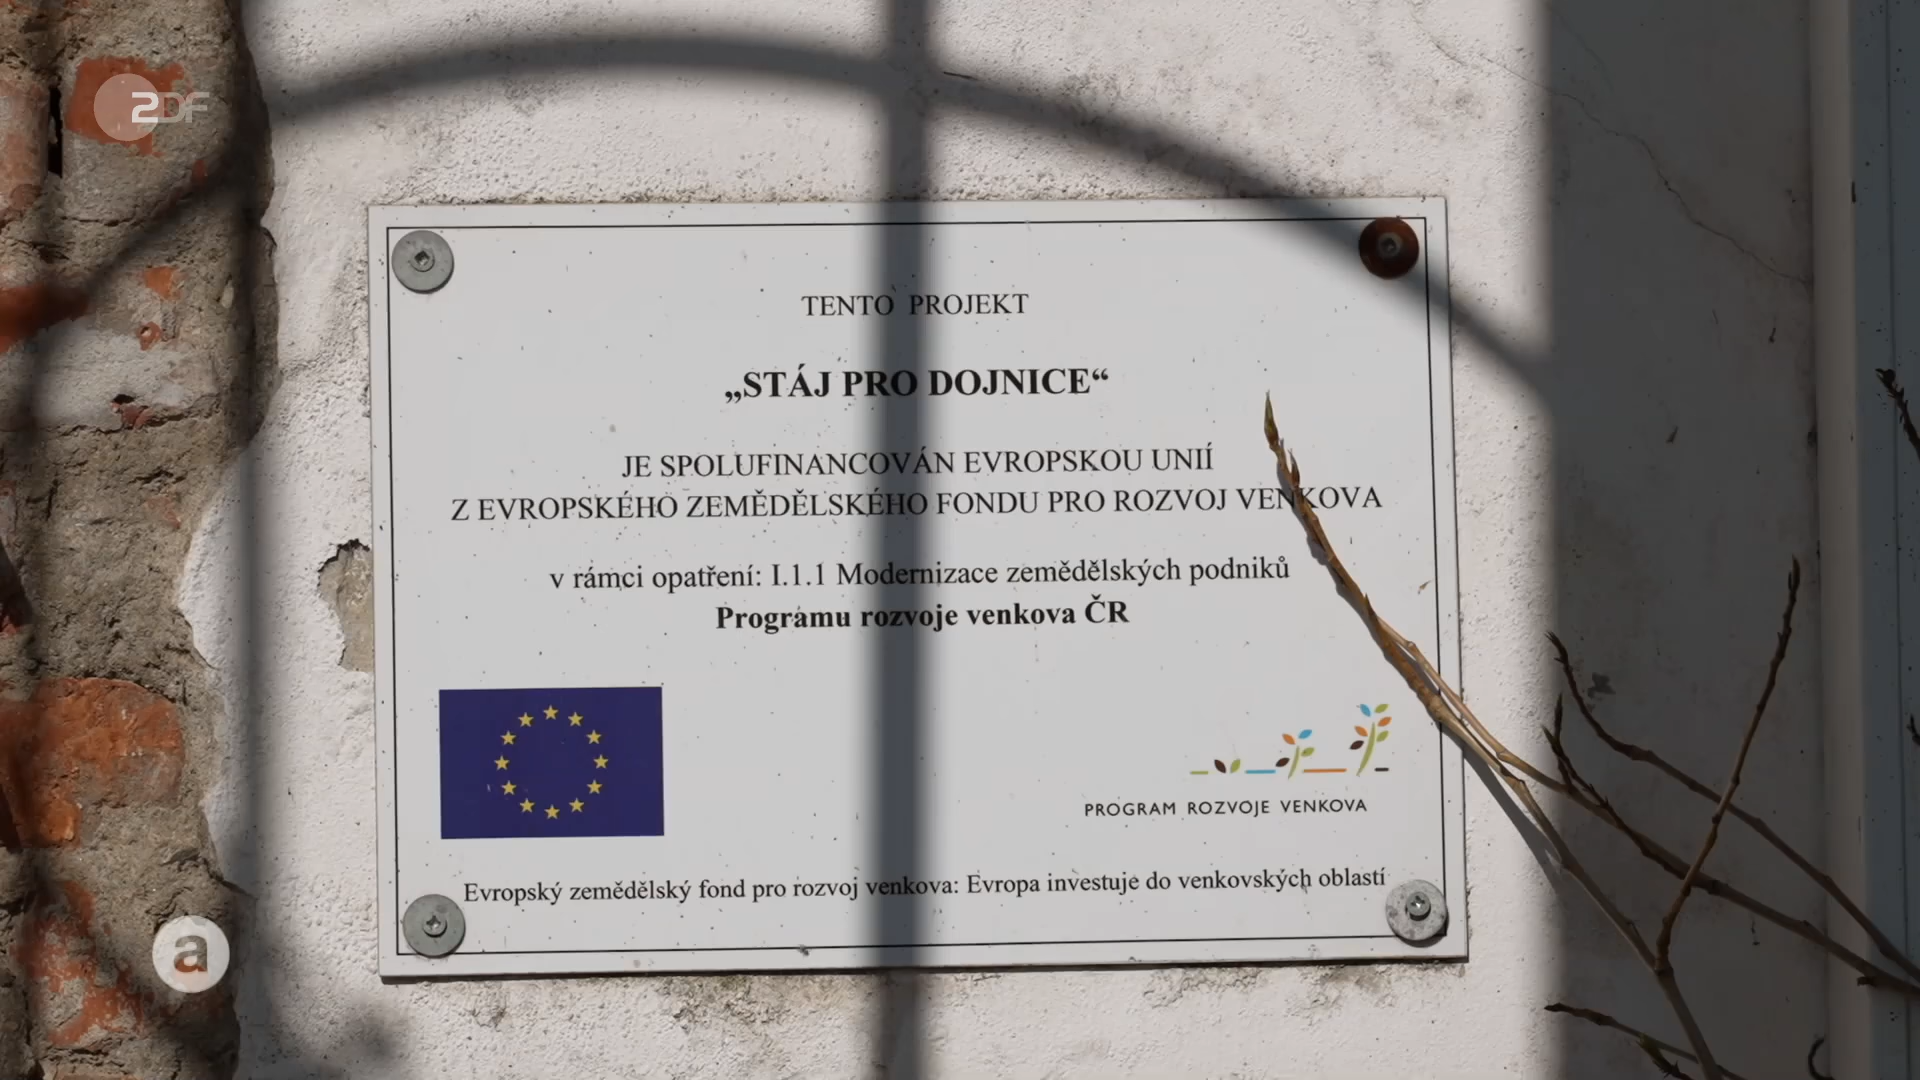 ZDF
TENTO PROJEKT
„STÁJ PRO DOJNICE“
JE SPOLUFINANCOVÁN EVROPSKOU UNIÍ
Z EVROPSKÉHO ZEMĚDĚLSKÉHO FONDU PRO ROZVOJ VENKOVA
v rámci opatření: I.1.1 Modernizace zemědělských podniků
Programu rozvoje venkova ČR
PROGRAM ROZVOJE VENKOVA
Evropský zemědělský fond pro rozvoj venkova: Evropa investuje do venkovských oblastí
a